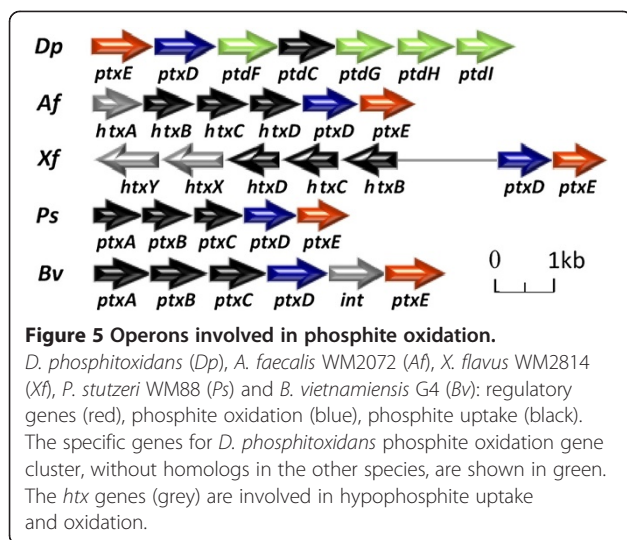 Dp
ptxE ptxD ptdF ptdC ptdG ptdH ptdI
Af
htxA htxB htxC htxD ptxD ptxE
Xf
htxY htxX htxD htxC htxB ptxD ptxE
Ps
ptxA ptxB ptxC ptxD ptxE
Bv
ptxA ptxB ptxC ptxD int ptxE
0 1kb
Figure 5 Operons involved in phosphite oxidation.
D. phosphitoxidans (Dp), A. faecalis WM2072 (Af), X. flavus WM2814
(Xf), P. stutzeri WM88 (Ps) and B. vietnamiensis G4 (Bv): regulatory
genes (red), phosphite oxidation (blue), phosphite uptake (black).
The specific genes for D. phosphitoxidans phosphite oxidation gene
cluster, without homologs in the other species, are shown in green.
The htx genes (grey) are involved in hypophosphite uptake
and oxidation.